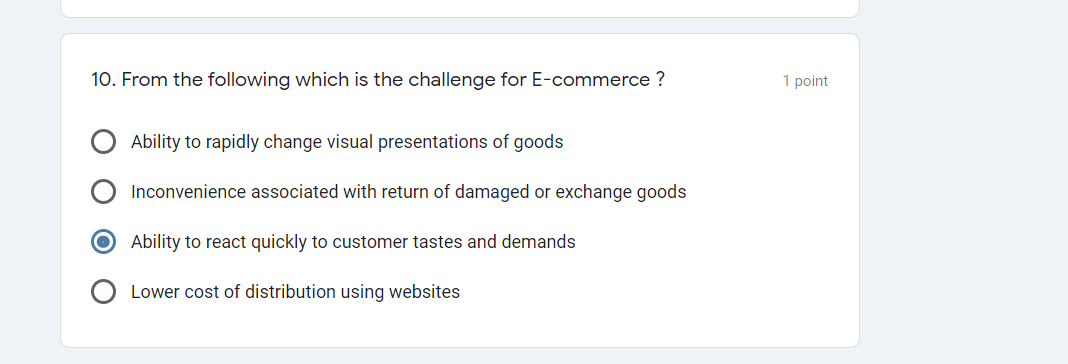 10. From the following which is the challenge for E-commerce ?
1 point
Ability to rapidly change visual presentations of goods
Inconvenience associated with return of damaged or exchange goods
Ability to react quickly to customer tastes and demands
Lower cost of distribution using websites